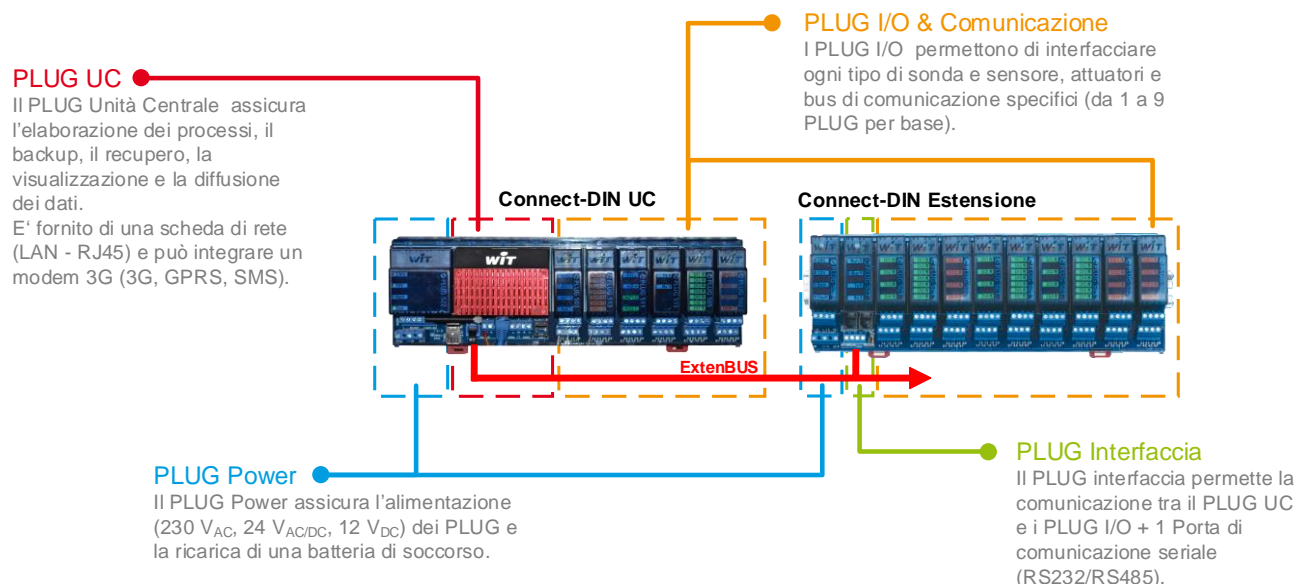 PLUG I/O & Comunicazione
I PLUG I/O permettono di interfacciare
ogni tipo di sonda e sensore, attuatori e
bus di comunicazione specifici (da 1 a 9
PLUG per base).
PLUG UC
Il PLUG Unità Centrale assicura
l'elaborazione dei processi, il
backup, il recupero, la
visualizzazione e la diffusione
dei dati.
E' fornito di una scheda di rete
(LAN - RJ45) e può integrare un
modem 3G (3G, GPRS, SMS).
Connect-DIN UC
Connect-DIN Estensione
wit
wit
ExtenBUS
PLUG Power
Il PLUG Power assicura l'alimentazione
(230 VAC, 24 VAC/DC, 12 VDC) dei PLUG e
la ricarica di una batteria di soccorso.
PLUG Interfaccia
Il PLUG interfaccia permette la
comunicazione tra il PLUG UC
e i PLUG I/O + 1 Porta di
comunicazione seriale
(RS232/RS485).